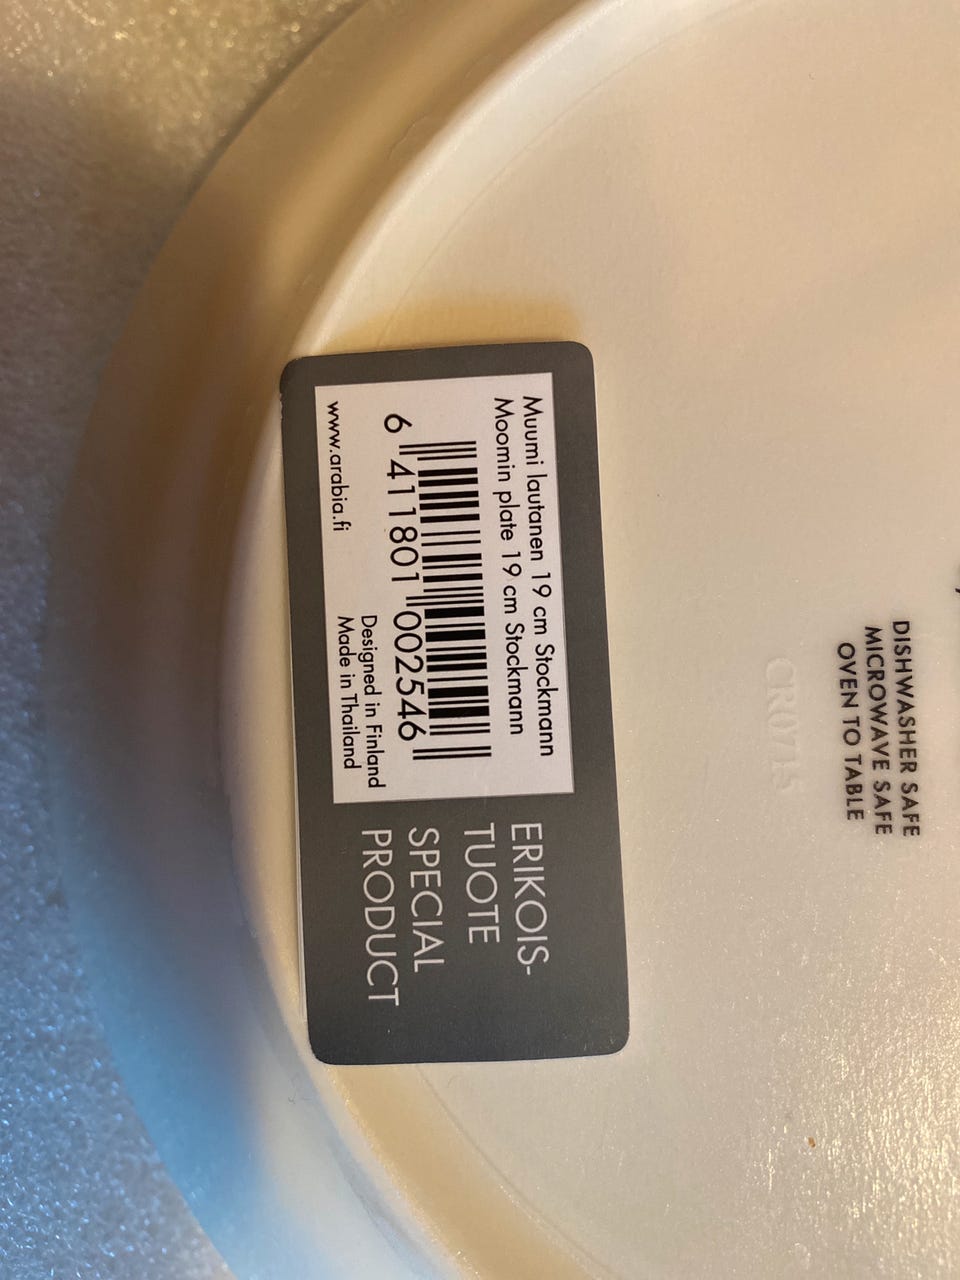 Muumi lautanen 19 cm Stockmann
Moomin plate 19 cm Stockmann
6 411801 002546
www.arabia.fi
Designed in Finland
Made in Thailand
ERIKOIS-
TUOTE
SPECIAL
PRODUCT
DISHWASHER SAFE
MICROWAVE SAFE
OVEN TO TABLE
CR0715